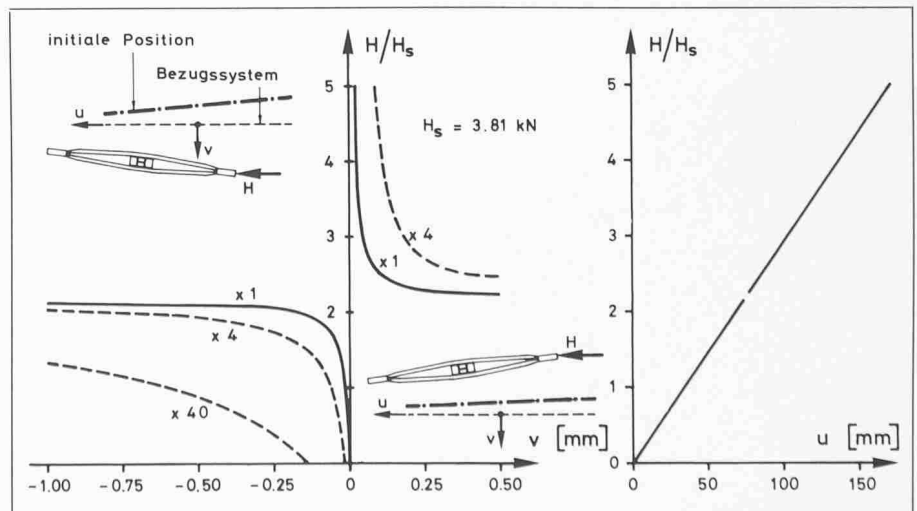 initiale Position
Bezugssystem
u
v
H
H
H/Hs
5
4
3
2
1
0
Hs = 3.81 kN
x 4
x 1
x 1
x 4
x 40
H
H
u
v
v [mm]
-1.00 -0.75 -0.50 -0.25 0 0.25 0.50
H/Hs
5
4
3
2
1
0
u [mm]
0 50 100 150